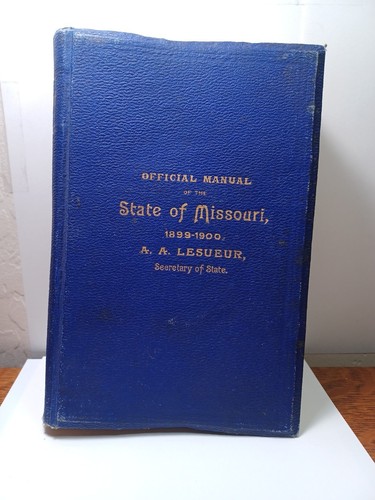 OFFICIAL MANUAL
OF THE
State of Missouri,
1899-1900.
A. A. LESUEUR,
Secretary of State.